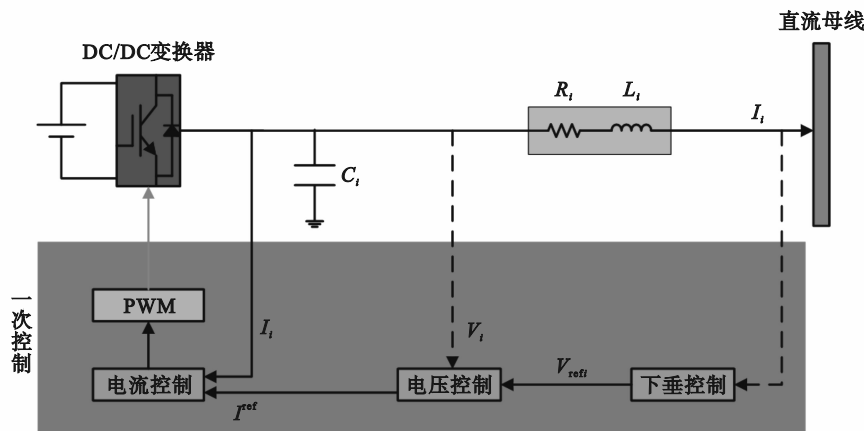 直流母线
DC/DC变换器
R_i
L_i
I_i
C_i
一次控制
PWM
I_i
V_i
电流控制
I^ref
电压控制
V_refi
下垂控制